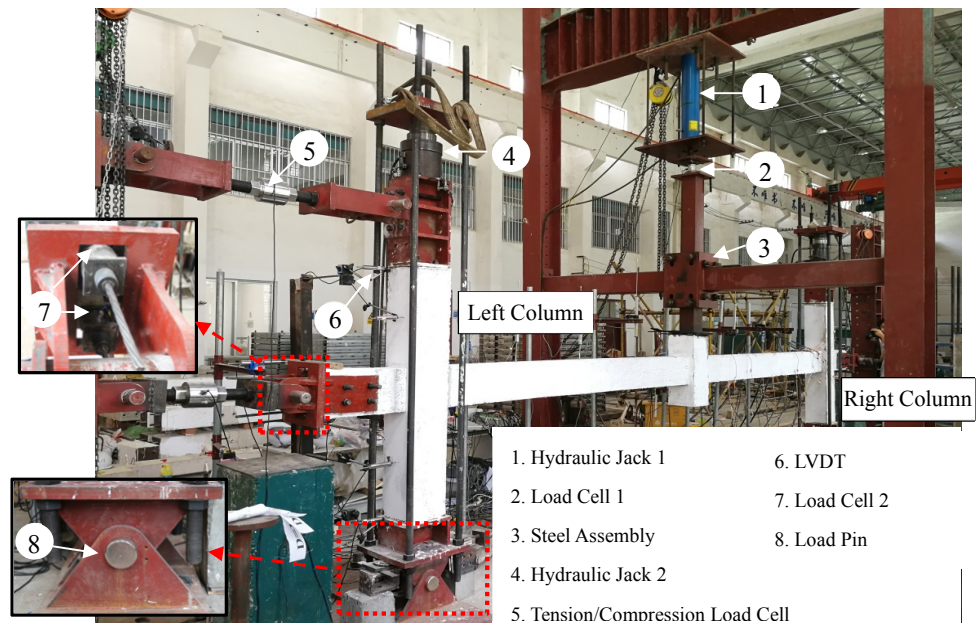 1
5
4
2
3
7
6
Left Column
Right Column
8
1. Hydraulic Jack 1
2. Load Cell 1
3. Steel Assembly
4. Hydraulic Jack 2
5. Tension/Compression Load Cell
6. LVDT
7. Load Cell 2
8. Load Pin